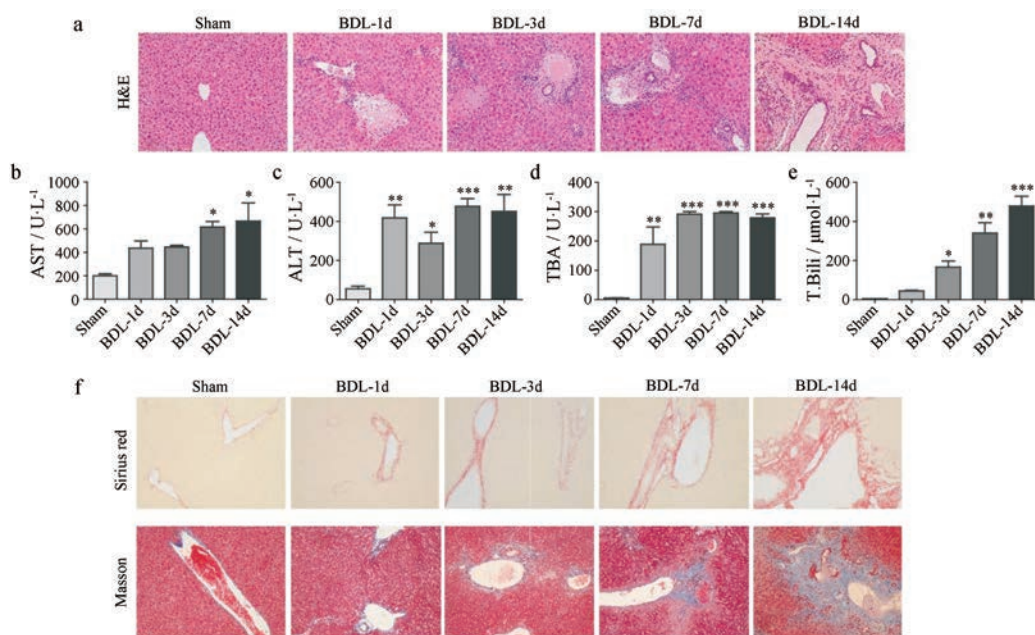 a
Sham BDL-1d BDL-3d BDL-7d BDL-14d
H&E
b
AST / U·L⁻¹
1000
800
600
400
200
0
* *
Sham BDL-1d BDL-3d BDL-7d BDL-14d
c
ALT / U·L⁻¹
600
400
200
0
** * *** **
Sham BDL-1d BDL-3d BDL-7d BDL-14d
d
TBA / U·L⁻¹
400
300
200
100
0
** *** *** ***
Sham BDL-1d BDL-3d BDL-7d BDL-14d
e
T.Bili / μmol·L⁻¹
600
400
200
0
* ** ***
Sham BDL-1d BDL-3d BDL-7d BDL-14d
f
Sham BDL-1d BDL-3d BDL-7d BDL-14d
Sirius red
Masson